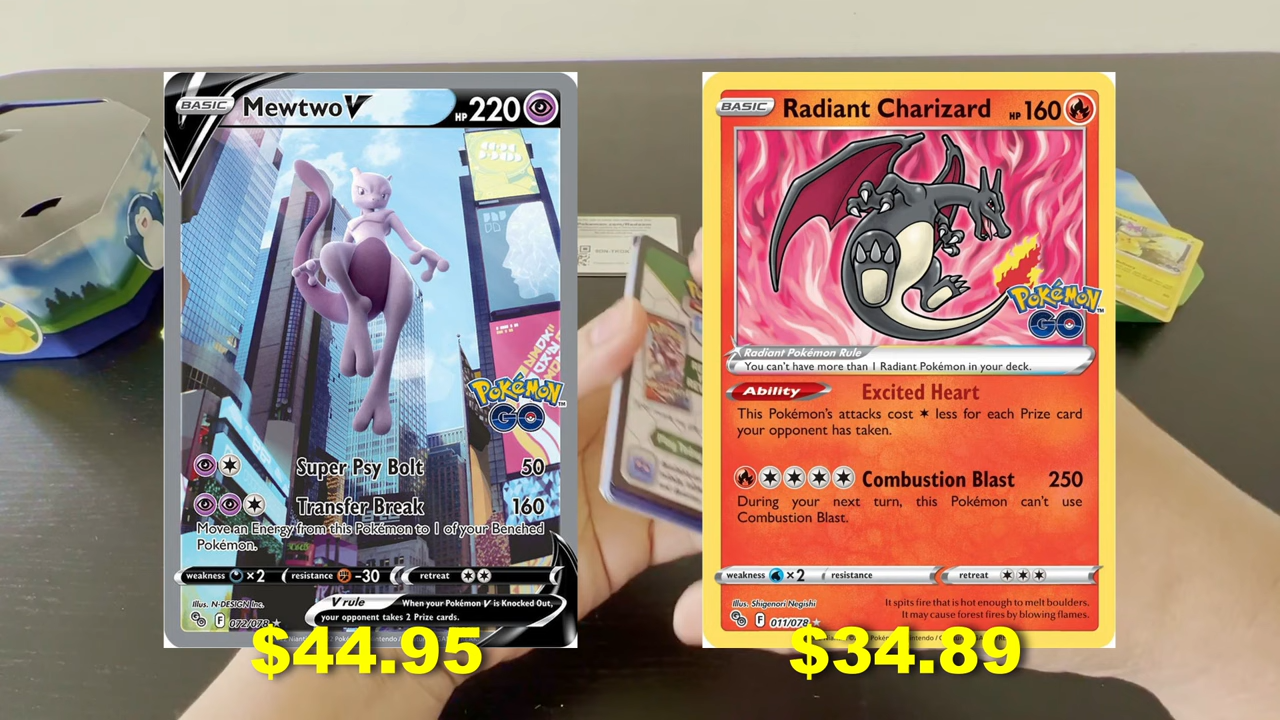 BASIC Mewtwo V HP 220
Pokémon
GO
Super Psy Bolt 50
Transfer Break 160
Move an Energy from this Pokémon to 1 of your Benched
Pokémon.
weakness ×2 resistance -30 retreat
V rule When your Pokémon V is Knocked Out,
your opponent takes 2 Prize cards.
Illus. N-DESIGN Inc.
F 072/078
$44.95
BASIC Radiant Charizard HP 160
Pokémon
GO
Radiant Pokémon Rule
You can't have more than 1 Radiant Pokémon in your deck.
Ability Excited Heart
This Pokémon's attacks cost less for each Prize card
your opponent has taken.
Combustion Blast 250
During your next turn, this Pokémon can't use
Combustion Blast.
weakness ×2 resistance retreat
Illus. Shigenori Negishi
It spits fire that is hot enough to melt boulders.
It may cause forest fires by blowing flames.
F 011/078
$34.89